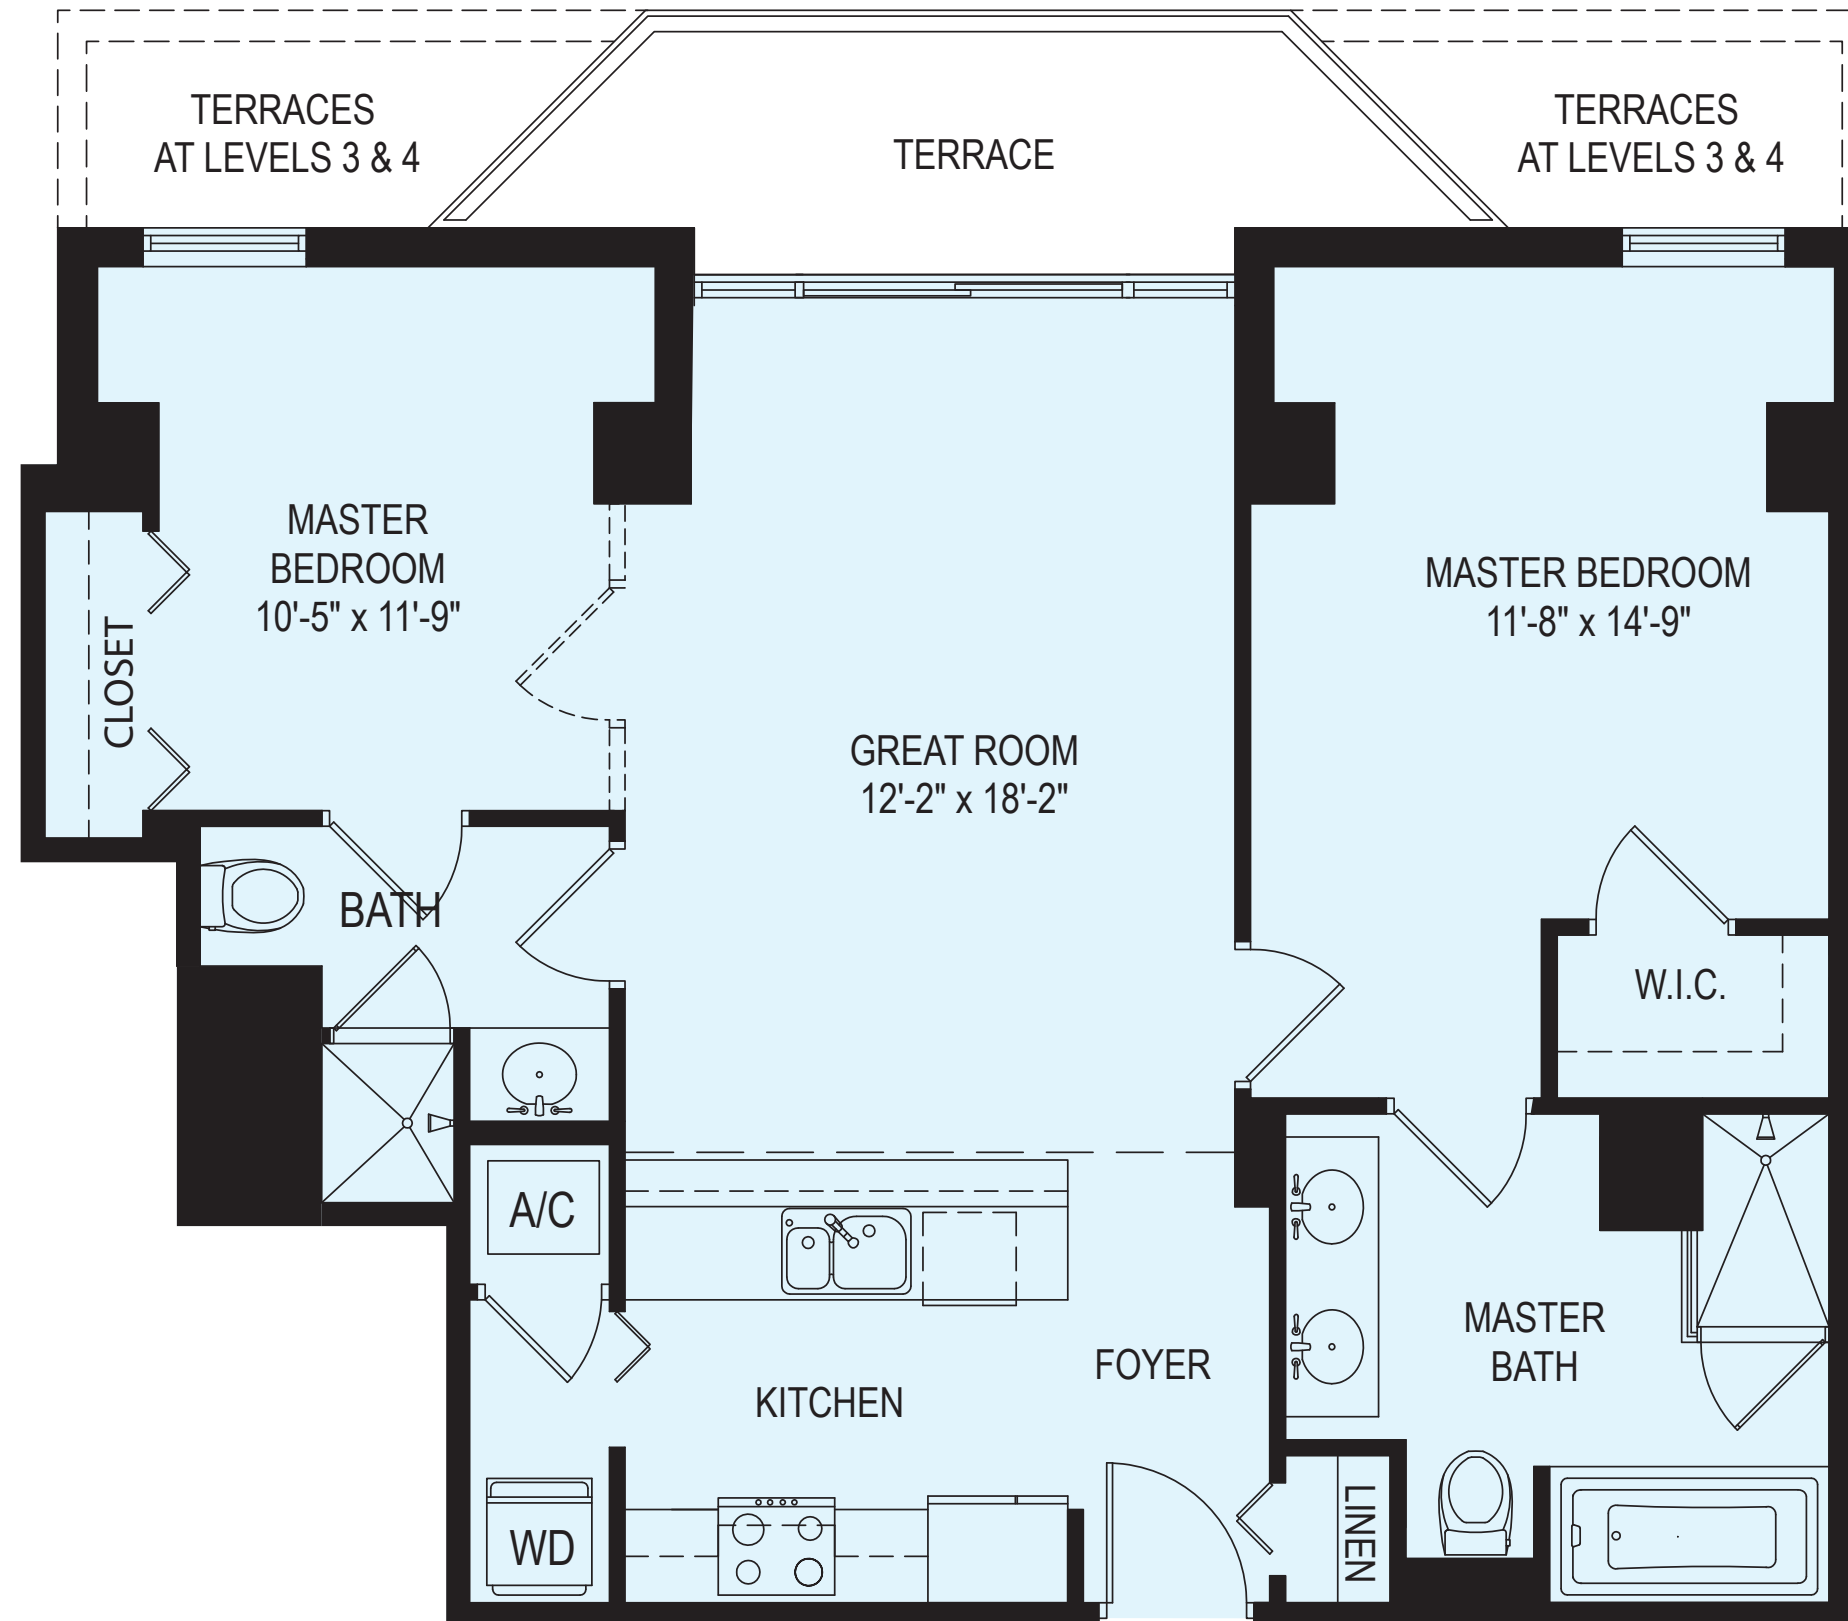 TERRACES
AT LEVELS 3 & 4
TERRACE
TERRACES
AT LEVELS 3 & 4
MASTER
BEDROOM
10'-5" x 11'-9"
CLOSET
MASTER BEDROOM
11'-8" x 14'-9"
GREAT ROOM
12'-2" x 18'-2"
BATH
W.I.C.
A/C
MASTER
BATH
FOYER
KITCHEN
WD
LINEN